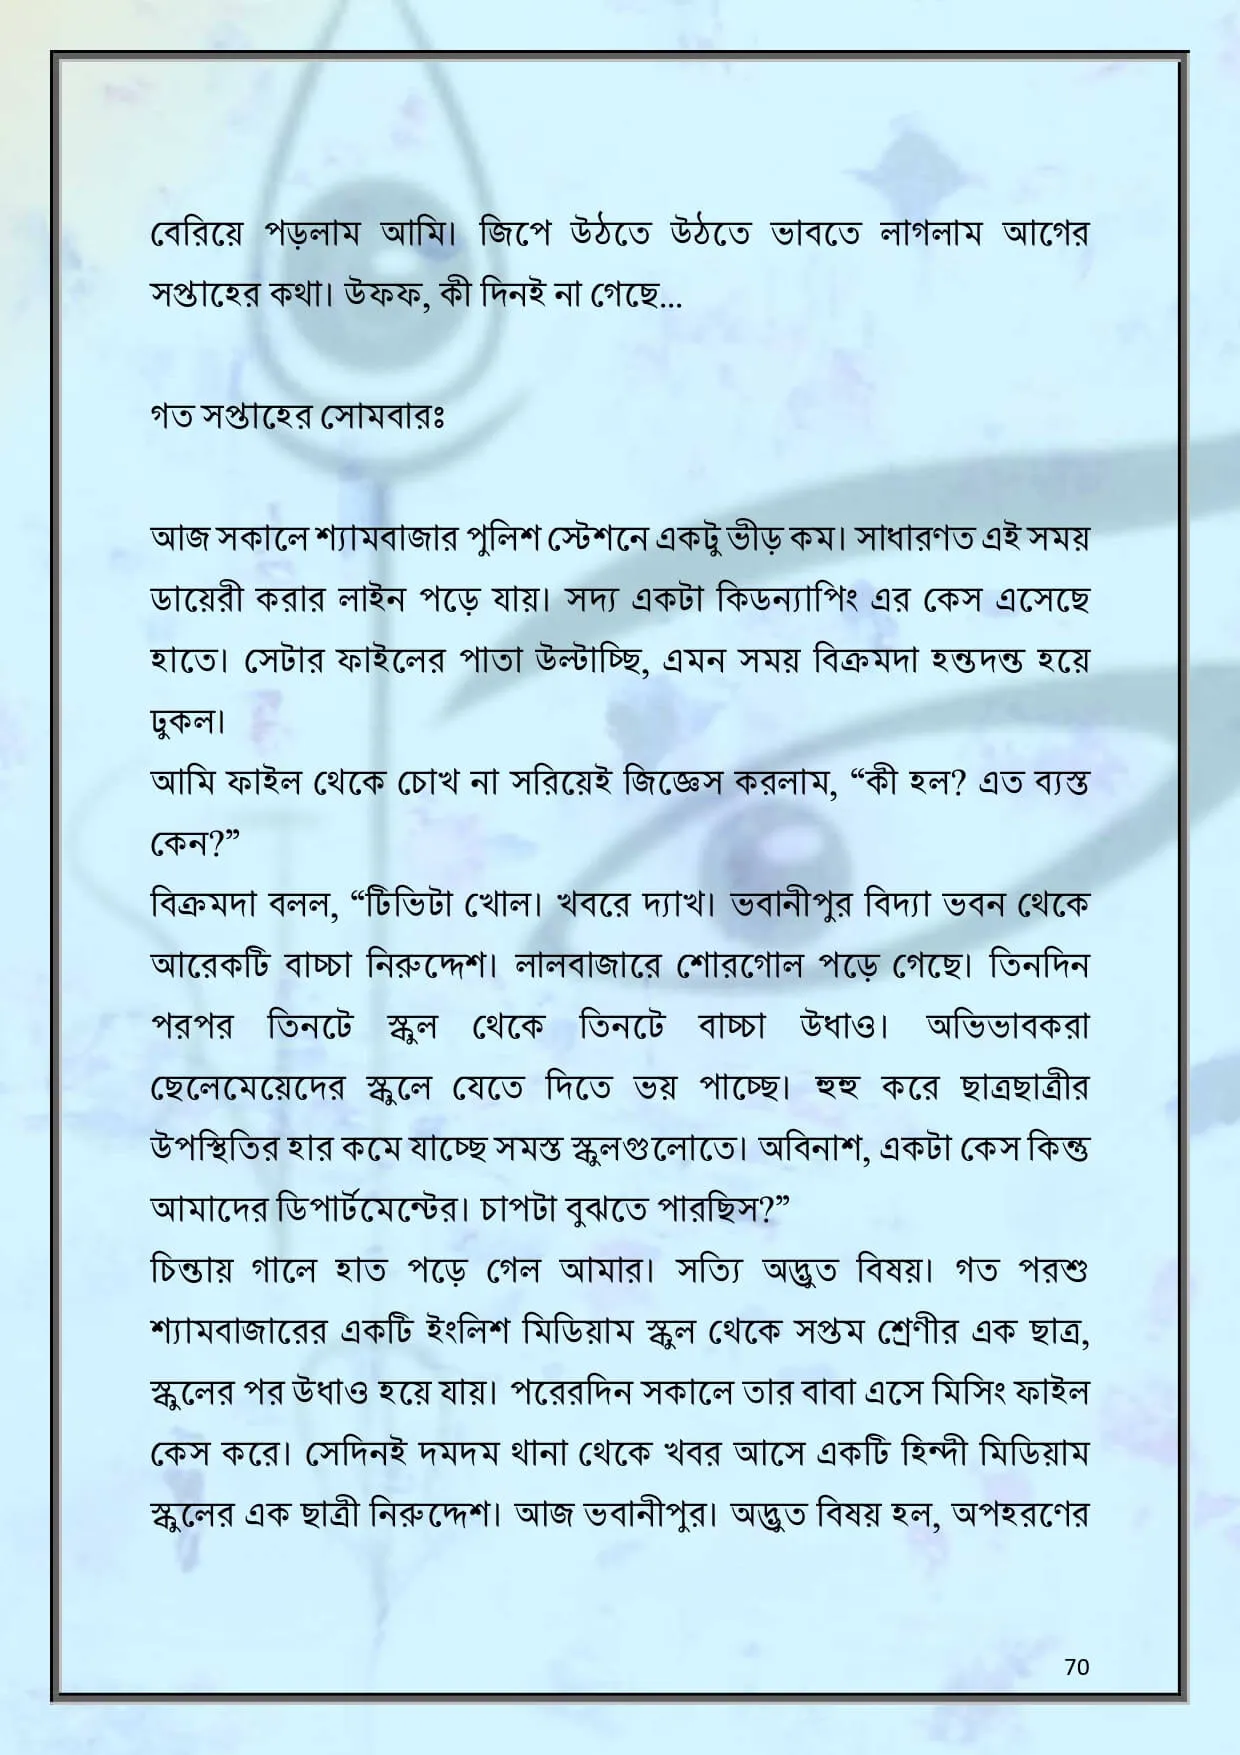 বেরিয়ে পড়লাম আমি। জিপে উঠতে উঠতে ভাবতে লাগলাম আগের
সপ্তাহের কথা। উফফ, কী দিনই না গেছে...
গত সপ্তাহের সোমবারঃ
আজ সকালে শ্যামবাজার পুলিশ স্টেশনে একটু ভীড় কম। সাধারণত এই সময়
ডায়েরী করার লাইন পড়ে যায়। সদ্য একটা কিডন্যাপিং এর কেস এসেছে
হাতে। সেটার ফাইলের পাতা উল্টাচ্ছি, এমন সময় বিক্রমদা হন্তদন্ত হয়ে
ঢুকল।
আমি ফাইল থেকে চোখ না সরিয়েই জিজ্ঞেস করলাম, “কী হল? এত ব্যস্ত
কেন?”
বিক্রমদা বলল, “টিভিটা খোল। খবরে দ্যাখ। ভবানীপুর বিদ্যা ভবন থেকে
আরেকটি বাচ্চা নিরুদ্দেশ। লালবাজারে শোরগোল পড়ে গেছে। তিনদিন
পরপর তিনটে স্কুল থেকে তিনটে বাচ্চা উধাও। অভিভাবকরা
ছেলেমেয়েদের স্কুলে যেতে দিতে ভয় পাচ্ছে। হুহু করে ছাত্রছাত্রীর
উপস্থিতির হার কমে যাচ্ছে সমস্ত স্কুলগুলোতে। অবিনাশ, একটা কেস কিন্তু
আমাদের ডিপার্টমেন্টের। চাপটা বুঝতে পারছিস?”
চিন্তায় গালে হাত পড়ে গেল আমার। সত্যি অদ্ভুত বিষয়। গত পরশু
শ্যামবাজারের একটি ইংলিশ মিডিয়াম স্কুল থেকে সপ্তম শ্রেণীর এক ছাত্র,
স্কুলের পর উধাও হয়ে যায়। পরেরদিন সকালে তার বাবা এসে মিসিং ফাইল
কেস করে। সেদিনই দমদম থানা থেকে খবর আসে একটি হিন্দী মিডিয়াম
স্কুলের এক ছাত্রী নিরুদ্দেশ। আজ ভবানীপুর। অদ্ভুত বিষয় হল, অপহরণের
70